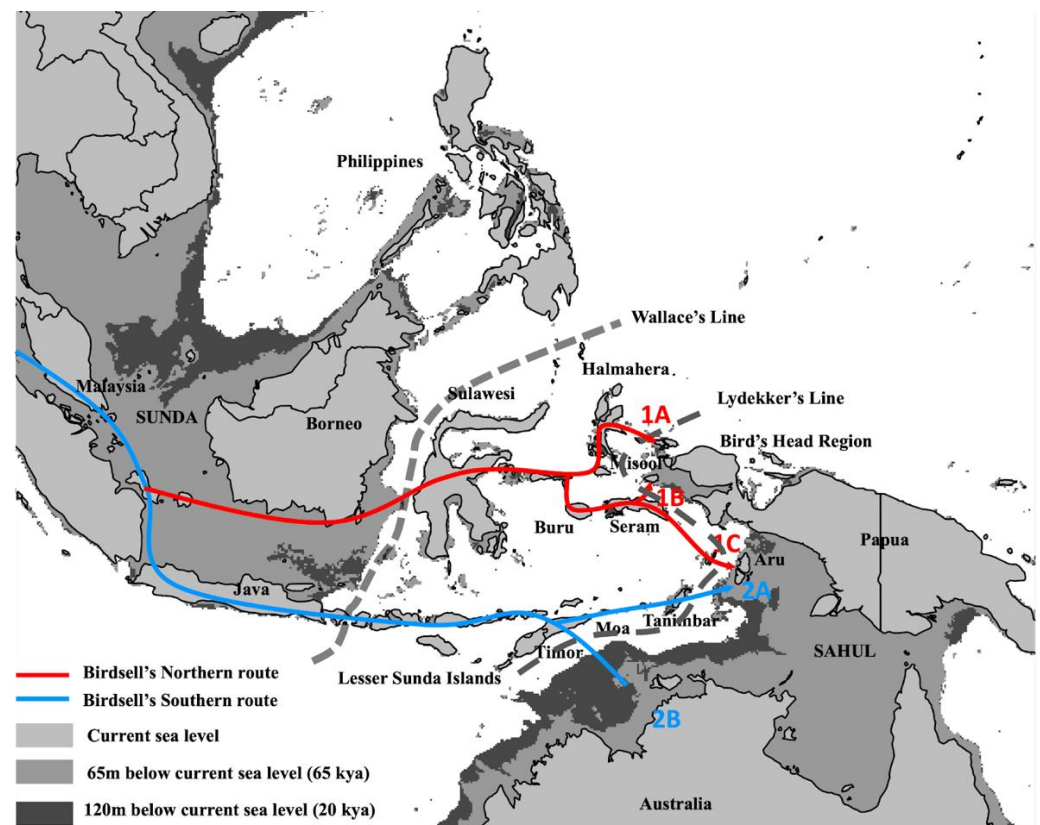 Philippines
Wallace's Line
Halmahera
Malaysia
Sulawesi
Lydekker's Line
SUNDA
1A
Borneo
Bird's Head Region
Misool
1B
Buru
Seram
Papua
1C
Aru
Java
2A
Tanimbar
Moa
Timor
SAHUL
Lesser Sunda Islands
Birdsell's Northern route
Birdsell's Southern route
2B
Current sea level
65m below current sea level (65 kya)
Australia
120m below current sea level (20 kya)